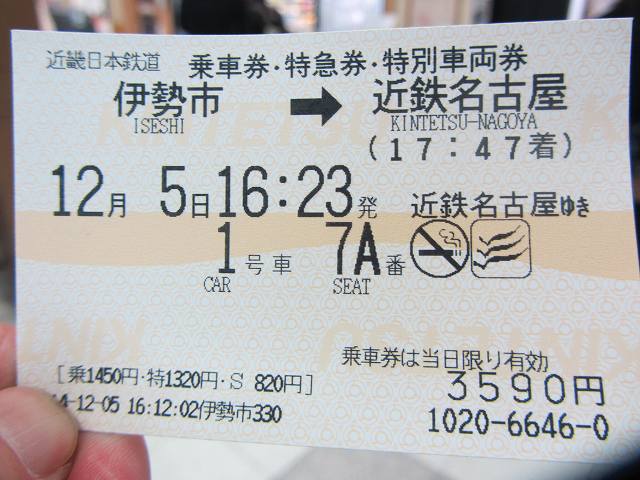 近畿日本鉄道 乗車券・特急券・特別車両券
伊勢市 ➡ 近鉄名古屋
ISESHI KINTETSU-NAGOYA
(17:47着)
12月 5日 16:23発 近鉄名古屋ゆき
1号車 7A番
CAR SEAT
乗車券は当日限り有効
[乗1450円・特1320円・S 820円] 3590円
14-12-05 16:12:02伊勢市330 1020-6646-0